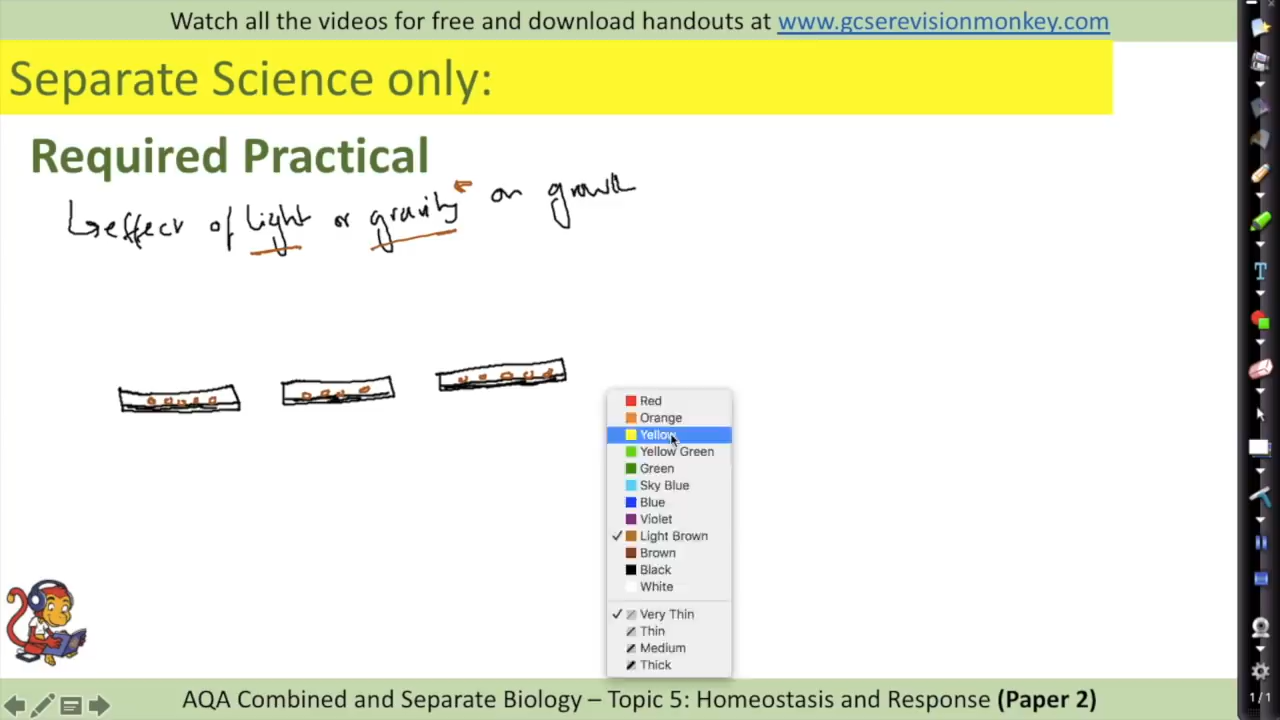 Watch all the videos for free and download handouts at www.gcserevisionmonkey.com
Separate Science only:
Required Practical
↳effect of light or gravity on growth
Red
Orange
Yellow
Yellow Green
Green
Sky Blue
Blue
Violet
✓ Light Brown
Brown
Black
White
✓ Very Thin
Thin
Medium
Thick
AQA Combined and Separate Biology – Topic 5: Homeostasis and Response (Paper 2)
T
1/1